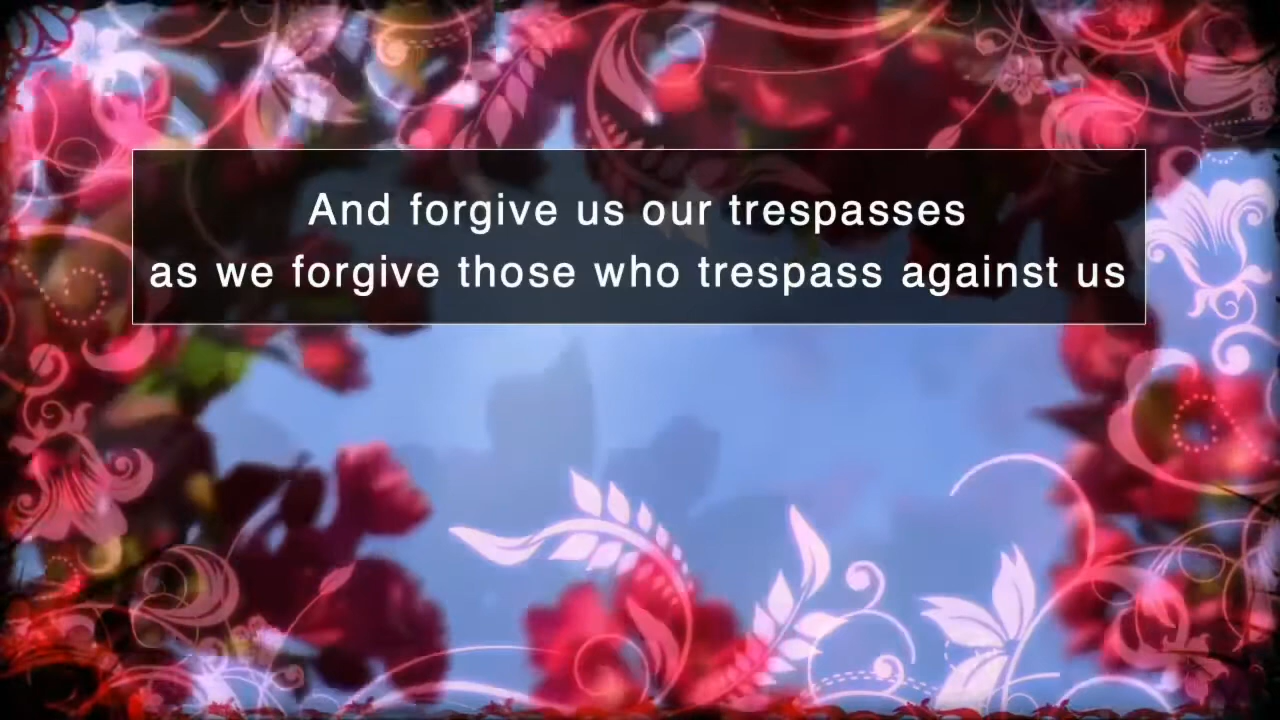 And forgive us our trespasses
as we forgive those who trespass against us